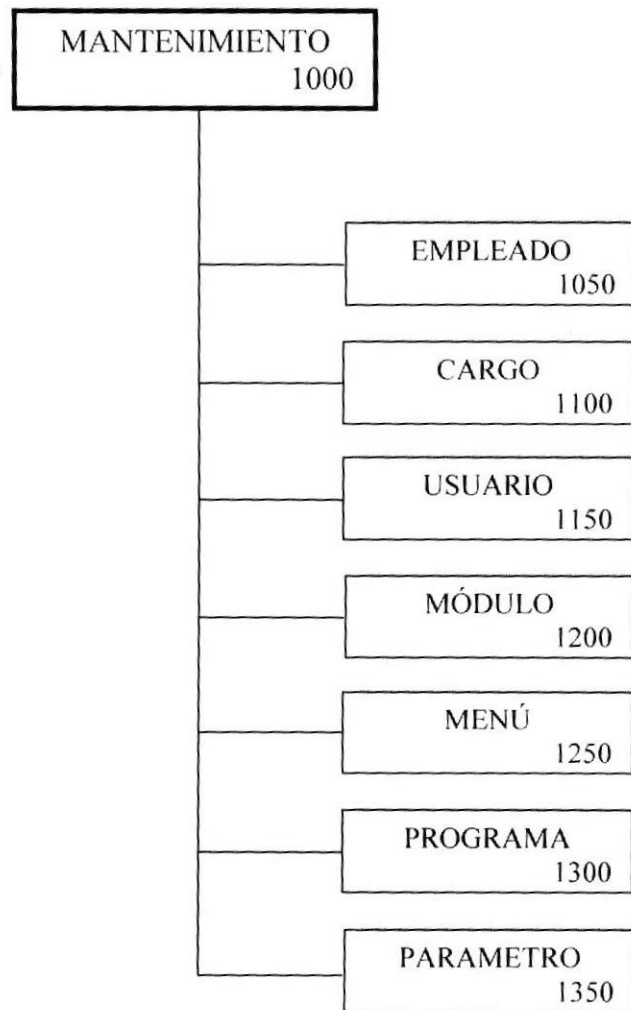 MANTENIMIENTO
1000
EMPLEADO
1050
CARGO
1100
USUARIO
1150
MÓDULO
1200
MENÚ
1250
PROGRAMA
1300
PARAMETRO
1350